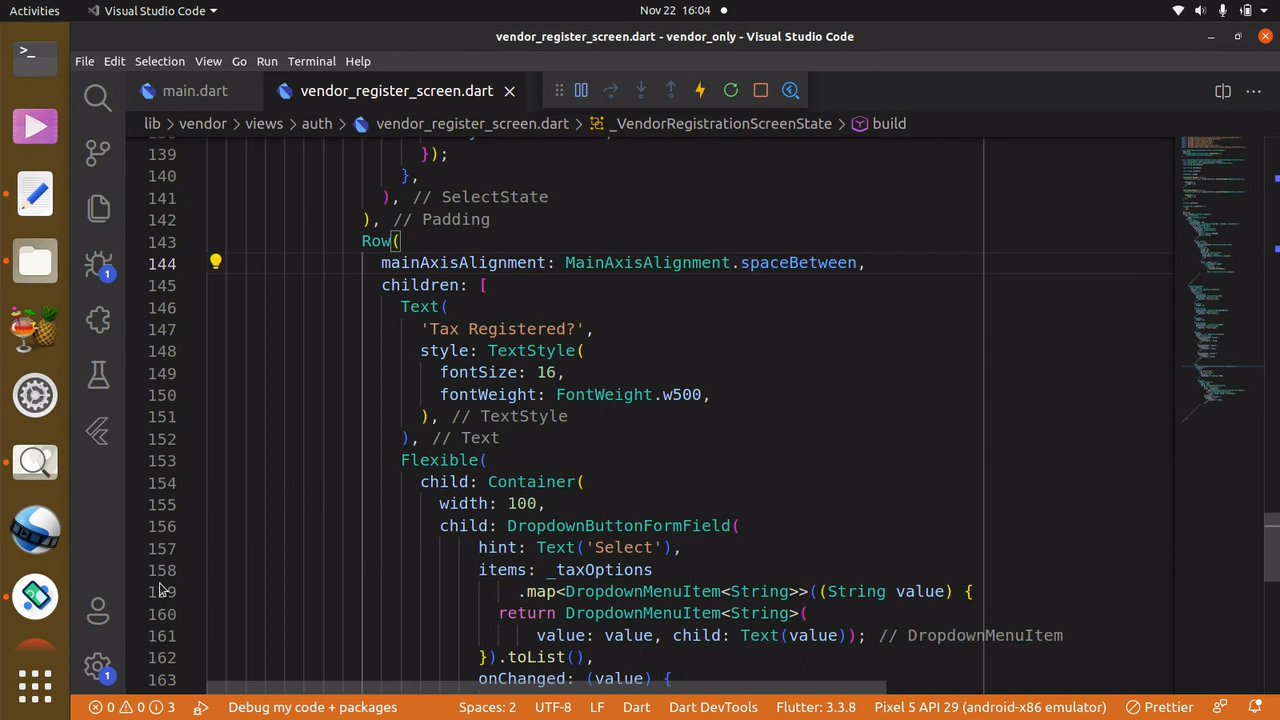 Activities
Visual Studio Code
Nov 22 16:04
vendor_register_screen.dart - vendor_only - Visual Studio Code
File Edit Selection View Go Run Terminal Help
main.dart
vendor_register_screen.dart
lib > vendor > views > auth > vendor_register_screen.dart > _VendorRegistrationScreenState > build
139 });
140 },
141 ), // SelectState
142 ), // Padding
143 Row(
144 mainAxisAlignment: MainAxisAlignment.spaceBetween,
145 children: [
146 Text(
147 'Tax Registered?',
148 style: TextStyle(
149 fontSize: 16,
150 fontWeight: FontWeight.w500,
151 ), // TextStyle
152 ), // Text
153 Flexible(
154 child: Container(
155 width: 100,
156 child: DropdownButtonFormField(
157 hint: Text('Select'),
158 items: _taxOptions
159 .map<DropdownMenuItem<String>>((String value) {
160 return DropdownMenuItem<String>(
161 value: value, child: Text(value)); // DropdownMenuItem
162 }).toList(),
163 onChanged: (value) {
1
1
0 0 3
Debug my code + packages
Spaces: 2
UTF-8
LF
Dart
Dart DevTools
Flutter: 3.3.8
Pixel 5 API 29 (android-x86 emulator)
Prettier